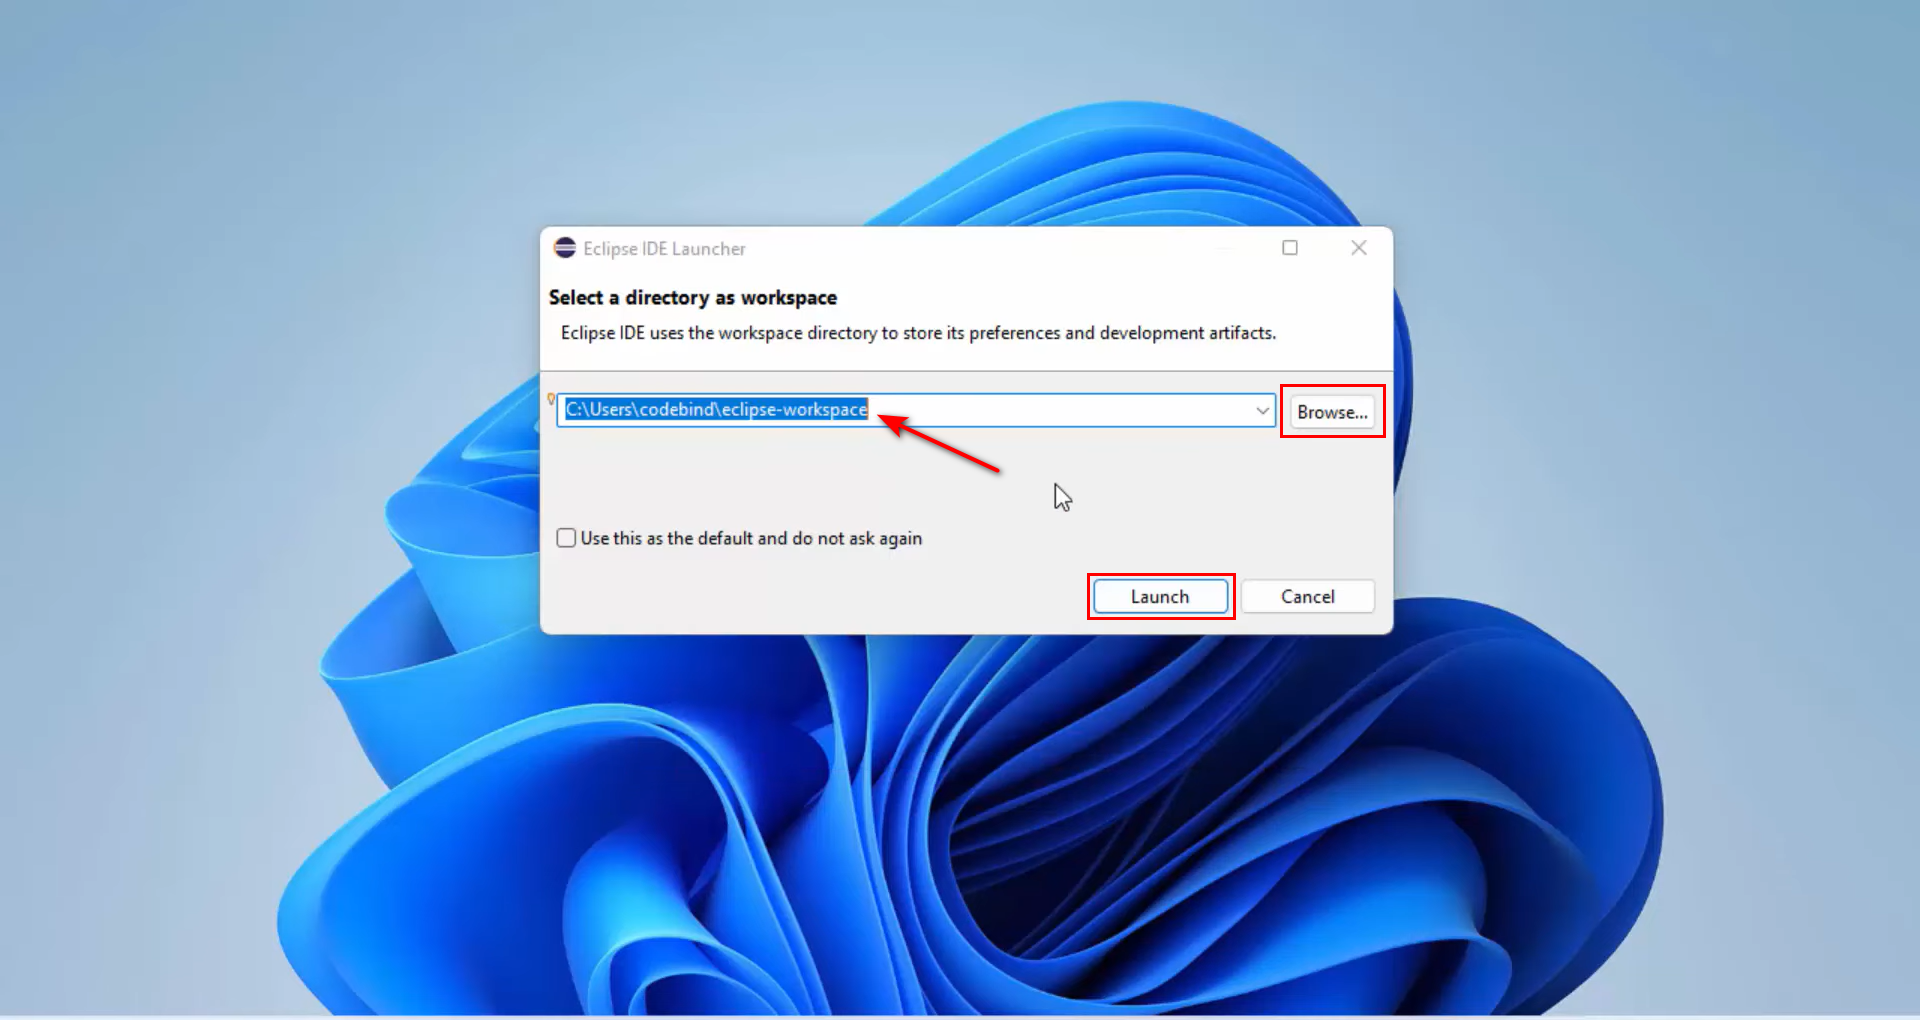 Eclipse IDE Launcher
Select a directory as workspace
Eclipse IDE uses the workspace directory to store its preferences and development artifacts.
C:\Users\codebind\eclipse-workspace
Browse...
Use this as the default and do not ask again
Launch
Cancel